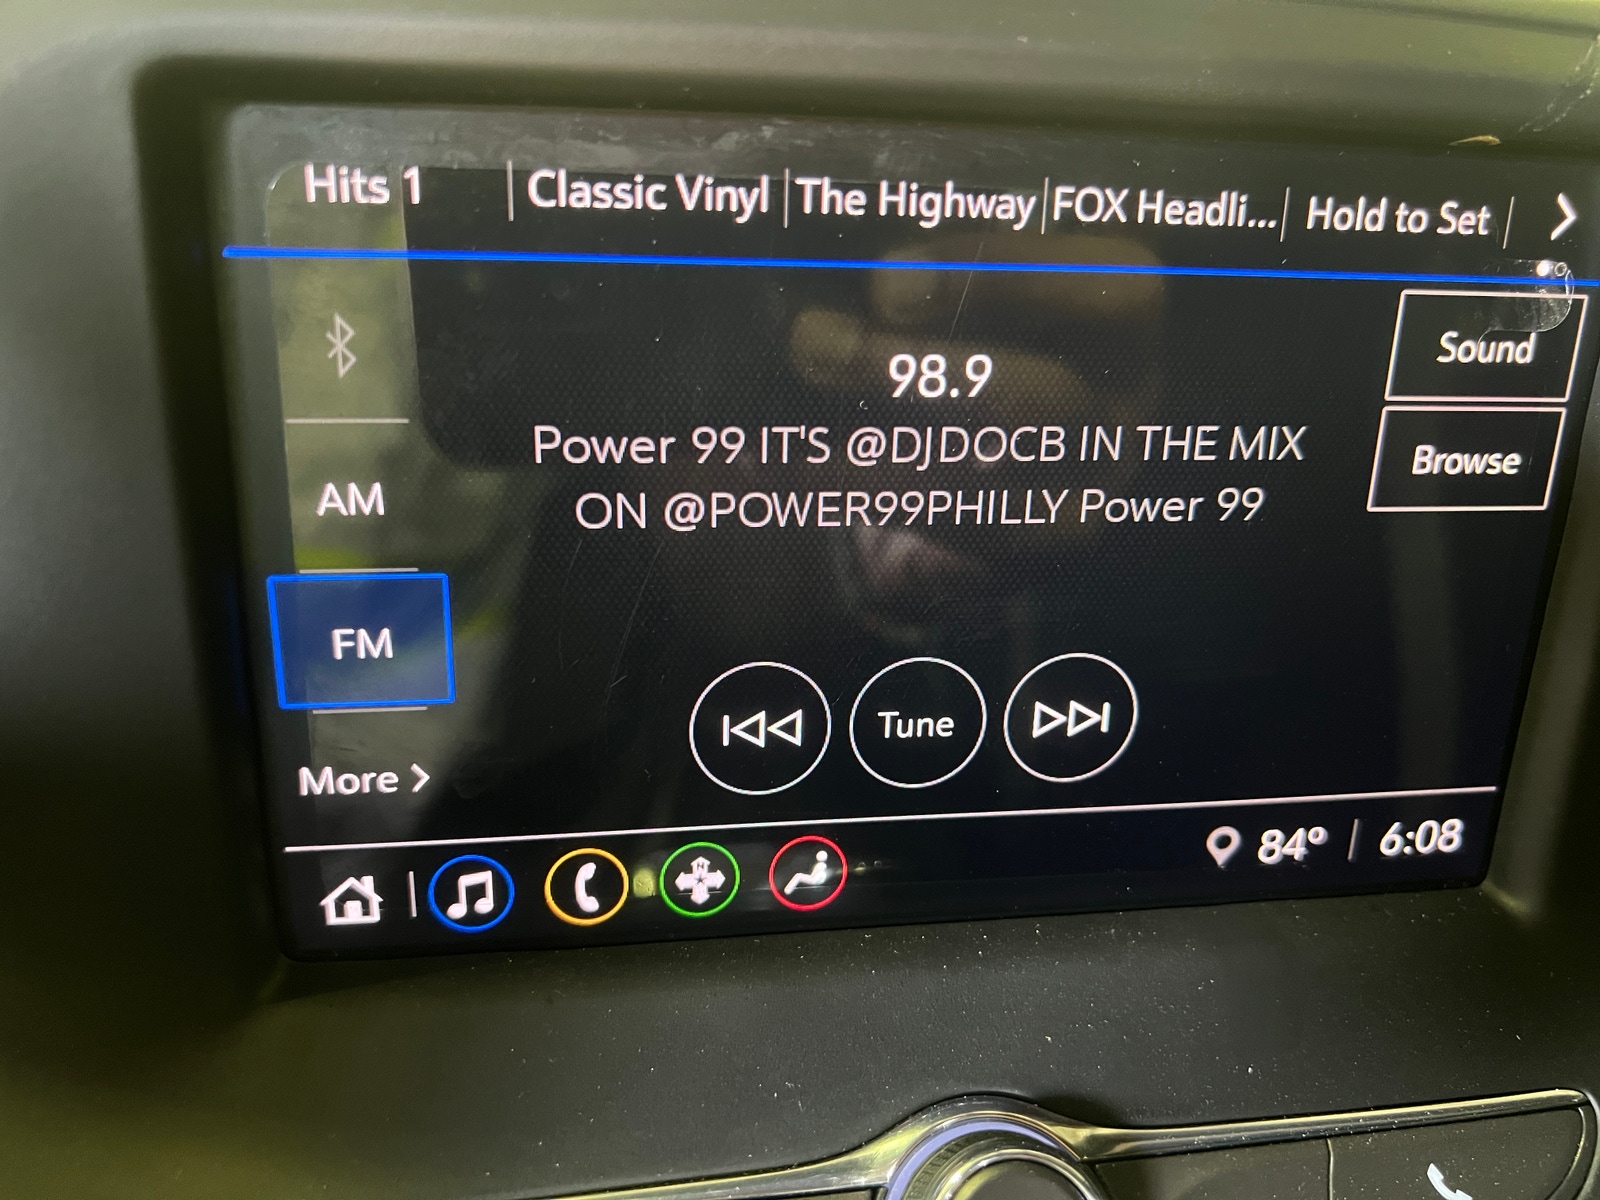 Hits 1
Classic Vinyl
The Highway
FOX Headli...
Hold to Set
Sound
98.9
Power 99 IT'S @DJDOCB IN THE MIX
ON @POWER99PHILLY Power 99
Browse
AM
FM
Tune
More
84°
6:08
N